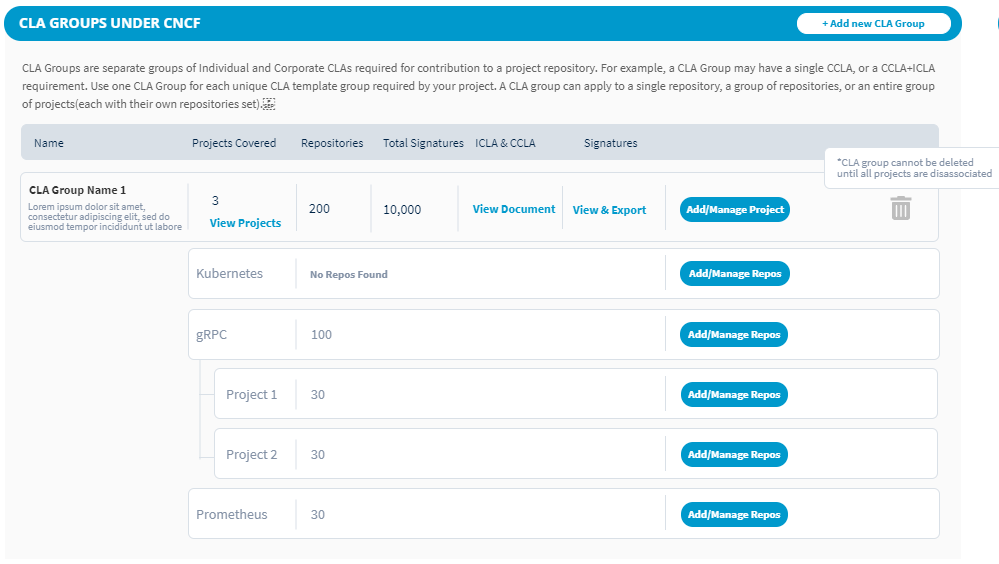 CLA GROUPS UNDER CNCF
+ Add new CLA Group
CLA Groups are separate groups of Individual and Corporate CLAs required for contribution to a project repository. For example, a CLA Group may have a single CCLA, or a CCLA+ICLA
requirement. Use one CLA Group for each unique CLA template group required by your project. A CLA group can apply to a single repository, a group of repositories, or an entire group
of projects(each with their own repositories set).
Name Projects Covered Repositories Total Signatures ICLA & CCLA Signatures
*CLA group cannot be deleted
until all projects are disassociated
CLA Group Name 1
Lorem ipsum dolor sit amet,
consectetur adipiscing elit, sed do
eiusmod tempor incididunt ut labore
3
View Projects
200
10,000
View Document
View & Export
Add/Manage Project
Kubernetes No Repos Found Add/Manage Repos
gRPC 100 Add/Manage Repos
Project 1 30 Add/Manage Repos
Project 2 30 Add/Manage Repos
Prometheus 30 Add/Manage Repos